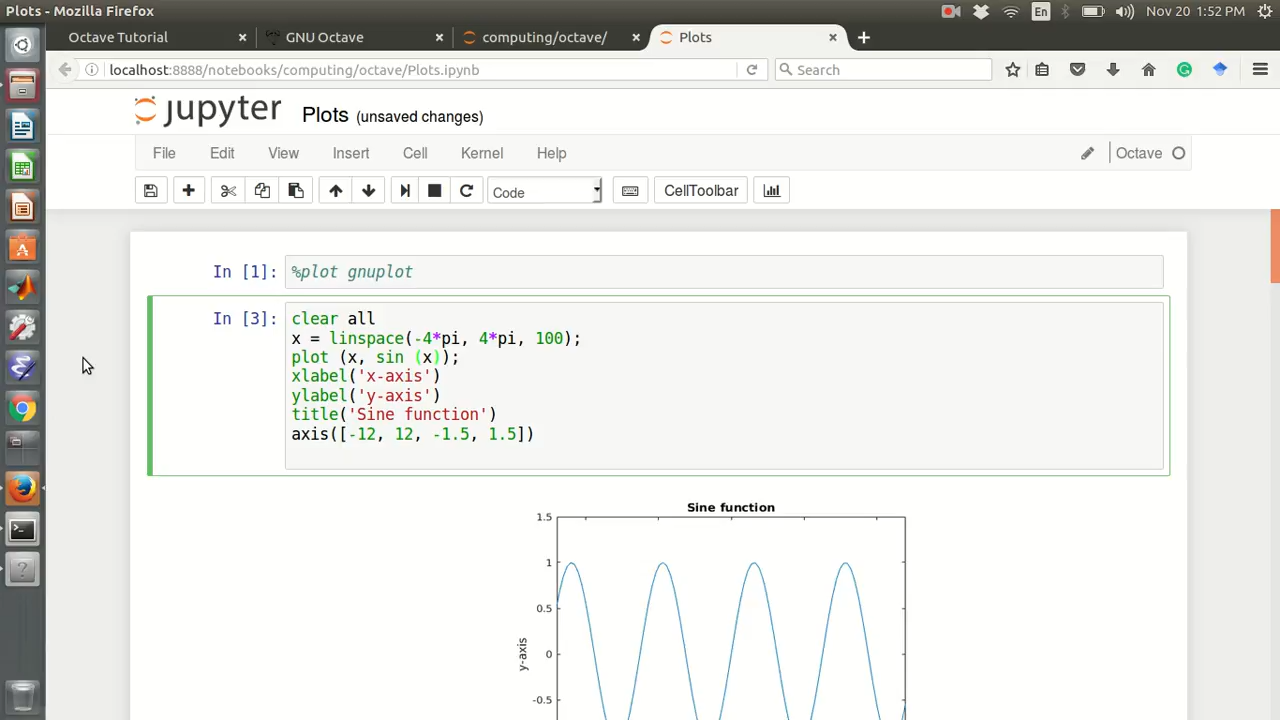 Plots - Mozilla Firefox
En
Nov 20 1:52 PM
Octave Tutorial
GNU Octave
computing/octave/
Plots
localhost:8888/notebooks/computing/octave/Plots.ipynb
Search
jupyter
Plots (unsaved changes)
File Edit View Insert Cell Kernel Help
Octave
Code
CellToolbar
In [1]: %plot gnuplot
In [3]: clear all
x = linspace(-4*pi, 4*pi, 100);
plot (x, sin (x));
xlabel('x-axis')
ylabel('y-axis')
title('Sine function')
axis([-12, 12, -1.5, 1.5])
Sine function
1.5
1
0.5
0
-0.5
y-axis